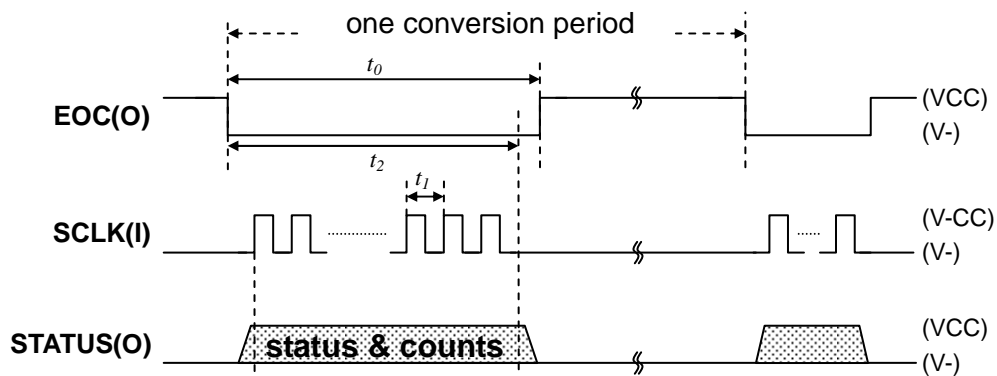 one conversion period
t0
EOC(O)
(VCC)
(V-)
t2
t1
SCLK(I)
(V-CC)
(V-)
STATUS(O)
status & counts
(VCC)
(V-)